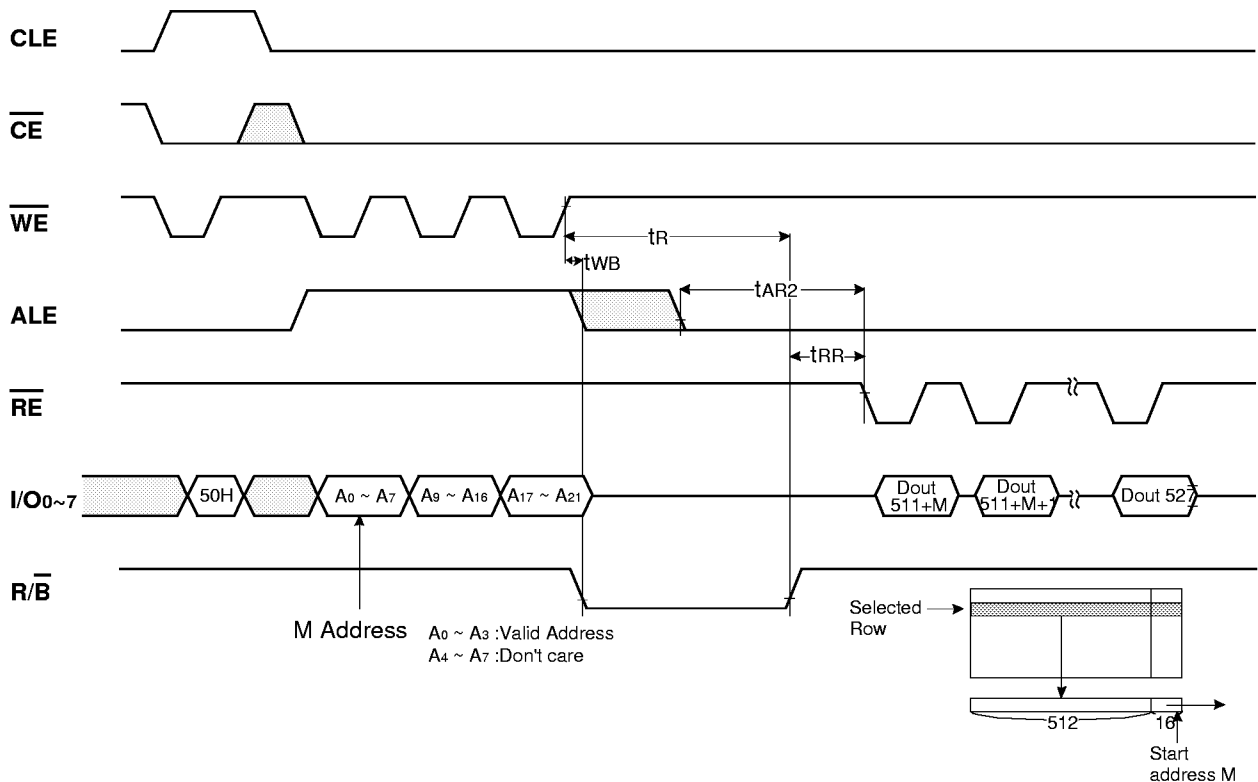 CLE
CE
WE
tR
tWB
ALE
tAR2
tRR
RE
I/O0~7
50H
A0 ~ A7
A9 ~ A16
A17 ~ A21
Dout
511+M
Dout
511+M+1
Dout 527
R/B
M Address
A0 ~ A3 :Valid Address
A4 ~ A7 :Don't care
Selected
Row
512
16
Start
address M